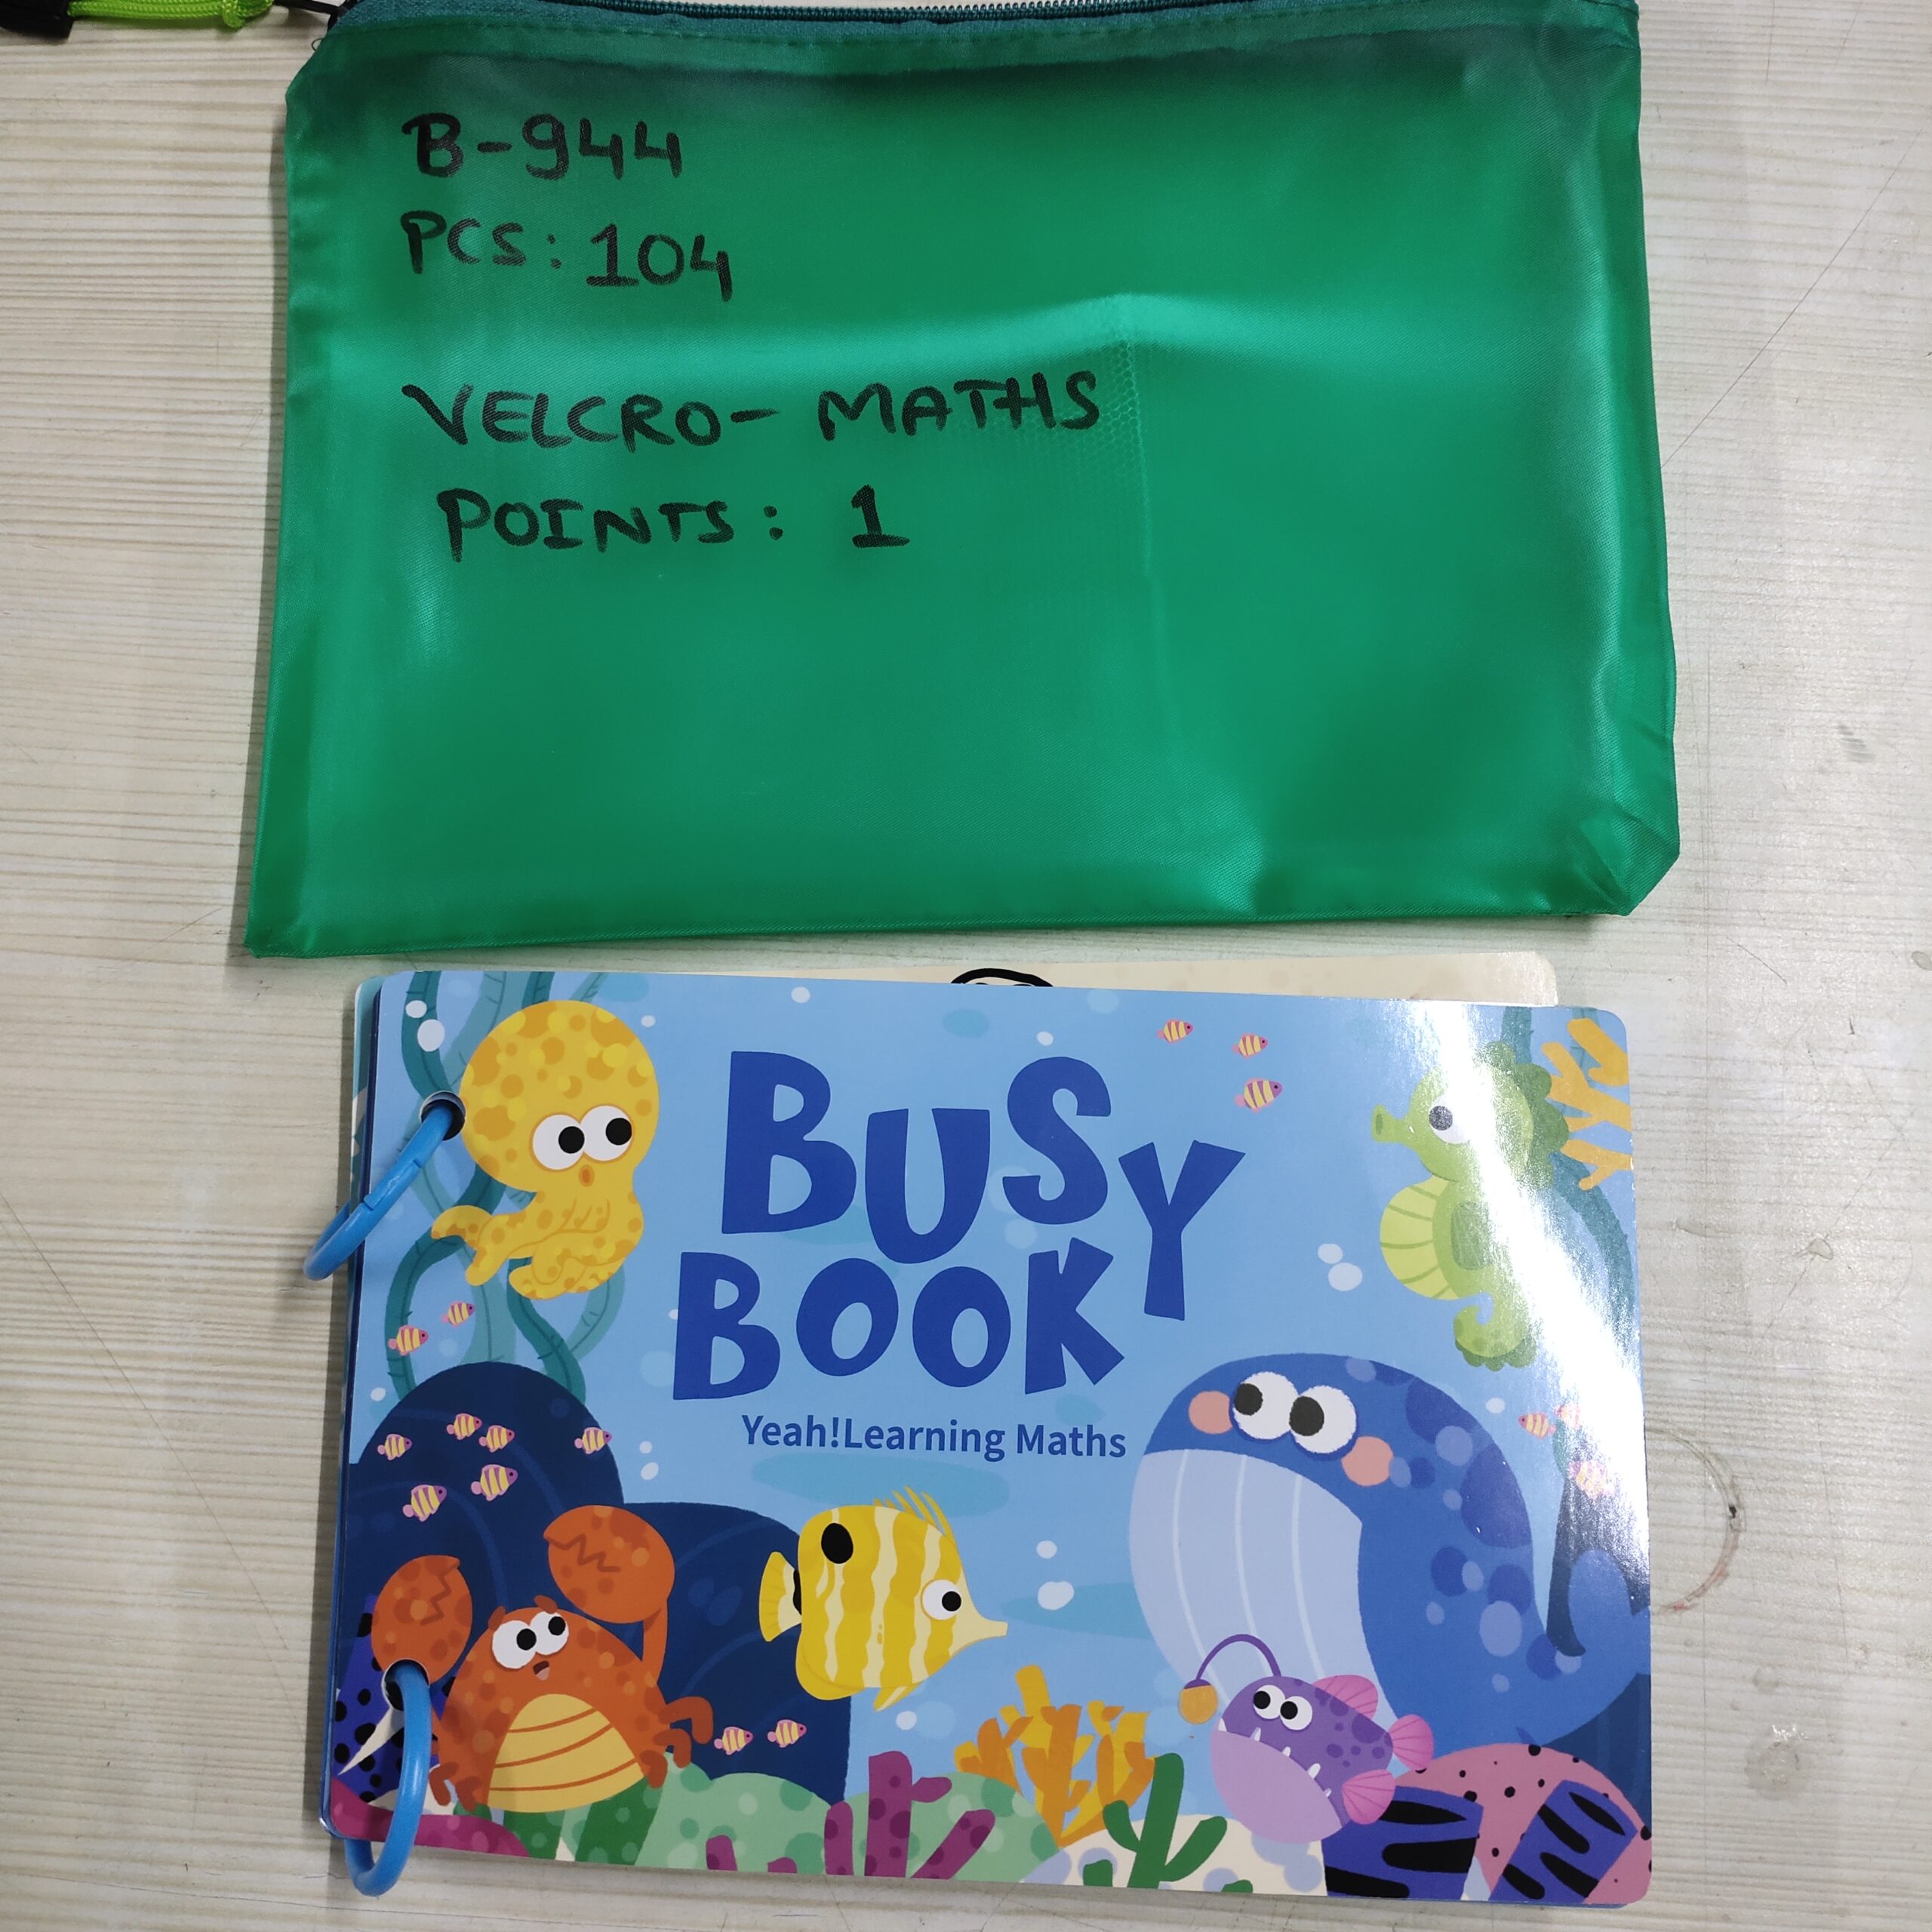 B-944
PCS: 104
VELCRO- MATHS
POINTS: 1
BUSY
BOOK
Yeah!Learning Maths